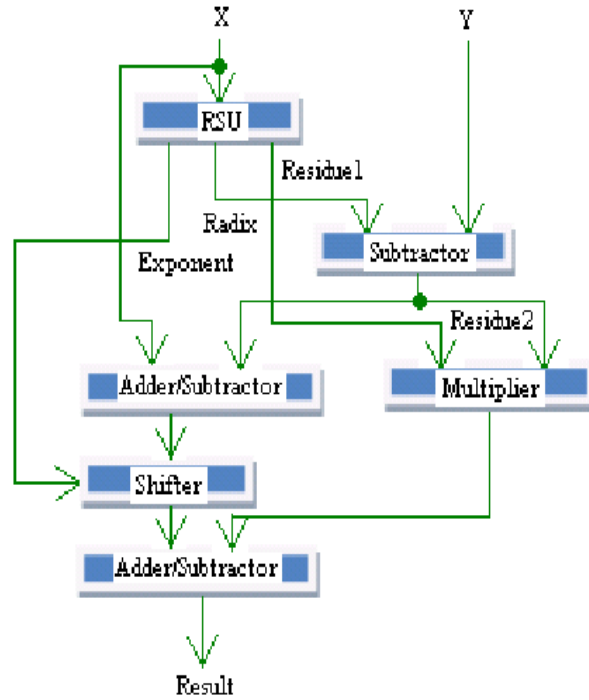 X
Y
RSU
Residue1
Radix
Subtractor
Exponent
Residue2
Adder/Subtractor
Multiplier
Shifter
Adder/Subtractor
Result